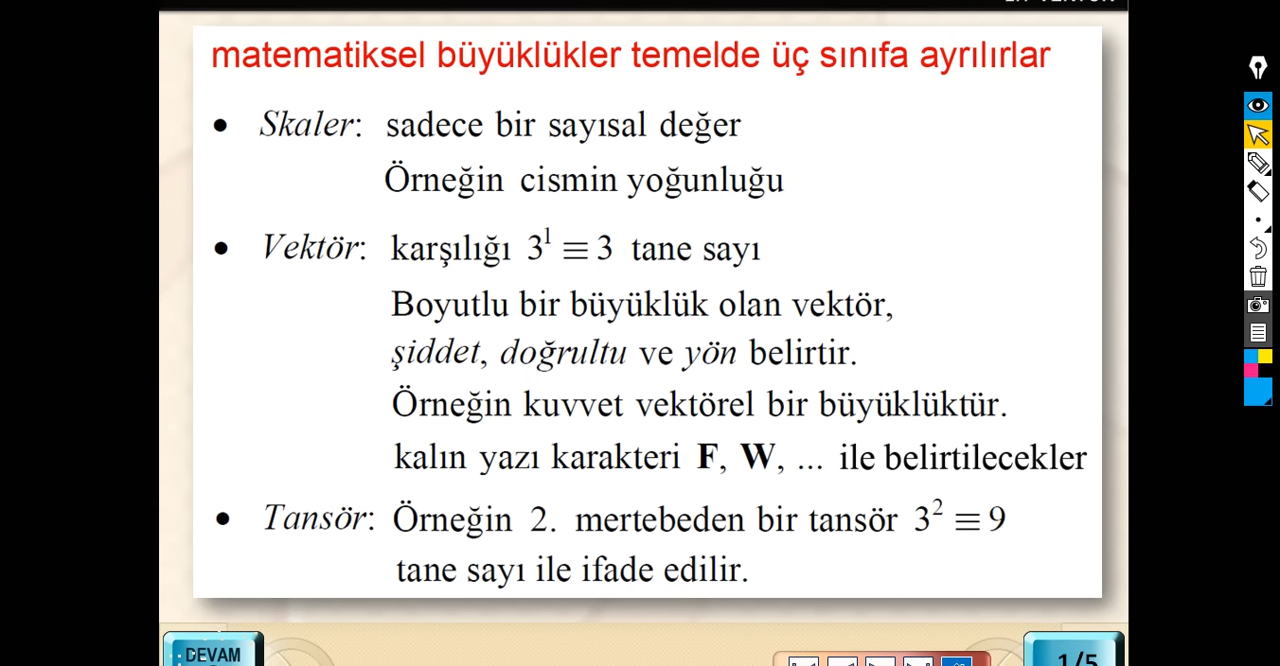 matematiksel büyüklükler temelde üç sınıfa ayrılırlar
• Skaler: sadece bir sayısal değer
Örneğin cismin yoğunluğu
• Vektör: karşılığı 3¹ ≡ 3 tane sayı
Boyutlu bir büyüklük olan vektör,
şiddet, doğrultu ve yön belirtir.
Örneğin kuvvet vektörel bir büyüklüktür.
kalın yazı karakteri F, W, ... ile belirtilecekler
• Tansör: Örneğin 2. mertebeden bir tansör 3² ≡ 9
tane sayı ile ifade edilir.
DEVAM
1/5